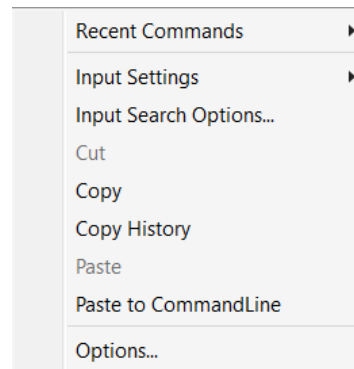 Recent Commands
Input Settings
Input Search Options...
Cut
Copy
Copy History
Paste
Paste to CommandLine
Options...